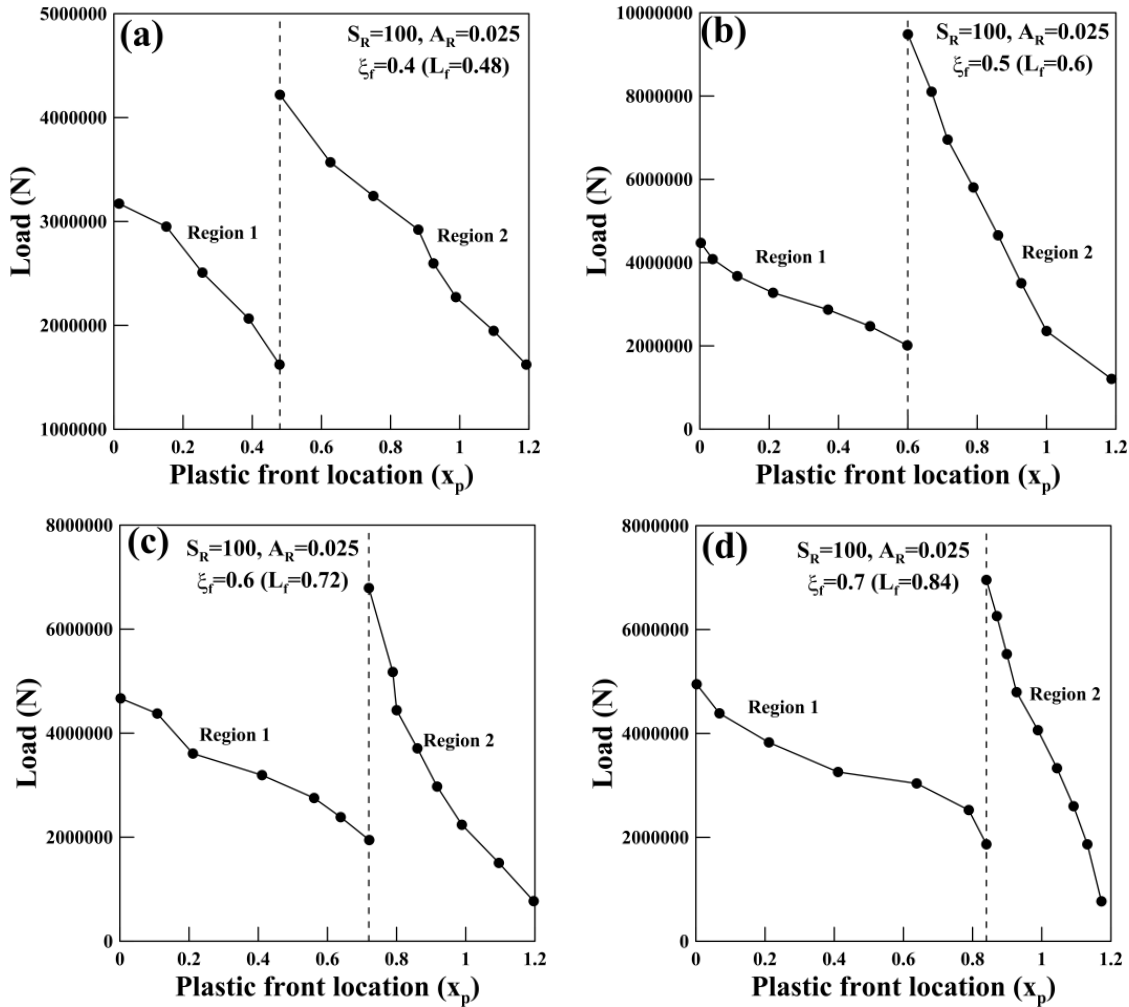 (a)
S_R=100, A_R=0.025
ξ_f=0.4 (L_f=0.48)
5000000
4000000
3000000
2000000
1000000
Load (N)
Region 1
Region 2
0 0.2 0.4 0.6 0.8 1 1.2
Plastic front location (x_p)
(b)
S_R=100, A_R=0.025
ξ_f=0.5 (L_f=0.6)
10000000
8000000
6000000
4000000
2000000
0
Load (N)
Region 1
Region 2
0 0.2 0.4 0.6 0.8 1 1.2
Plastic front location (x_p)
(c)
S_R=100, A_R=0.025
ξ_f=0.6 (L_f=0.72)
8000000
6000000
4000000
2000000
0
Load (N)
Region 1
Region 2
0 0.2 0.4 0.6 0.8 1 1.2
Plastic front location (x_p)
(d)
S_R=100, A_R=0.025
ξ_f=0.7 (L_f=0.84)
8000000
6000000
4000000
2000000
0
Load (N)
Region 1
Region 2
0 0.2 0.4 0.6 0.8 1 1.2
Plastic front location (x_p)